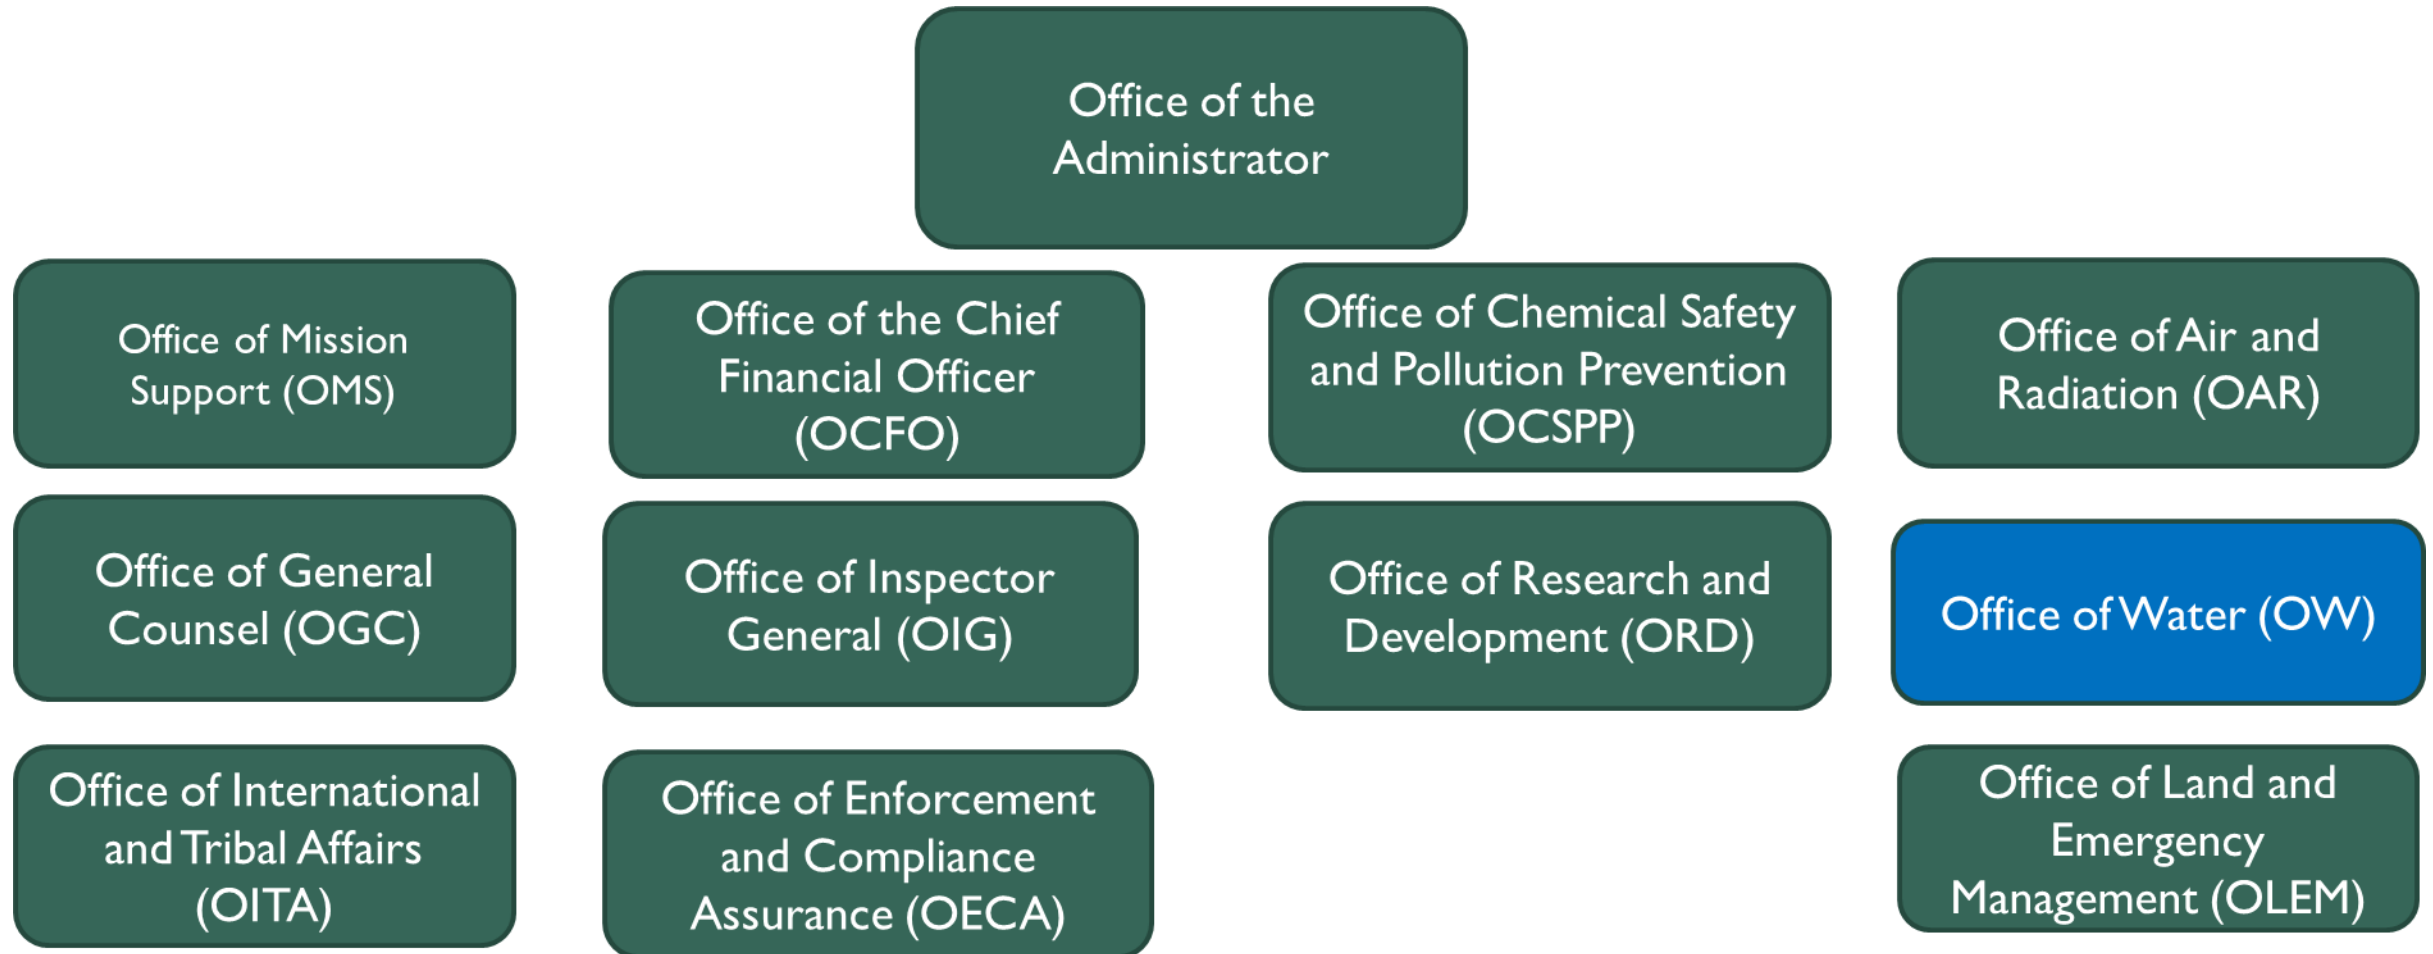 Office of the
Administrator
Office of Mission
Support (OMS)
Office of the Chief
Financial Officer
(OCFO)
Office of Chemical Safety
and Pollution Prevention
(OCSPP)
Office of Air and
Radiation (OAR)
Office of General
Counsel (OGC)
Office of Inspector
General (OIG)
Office of Research and
Development (ORD)
Office of Water (OW)
Office of International
and Tribal Affairs
(OITA)
Office of Enforcement
and Compliance
Assurance (OECA)
Office of Land and
Emergency
Management (OLEM)